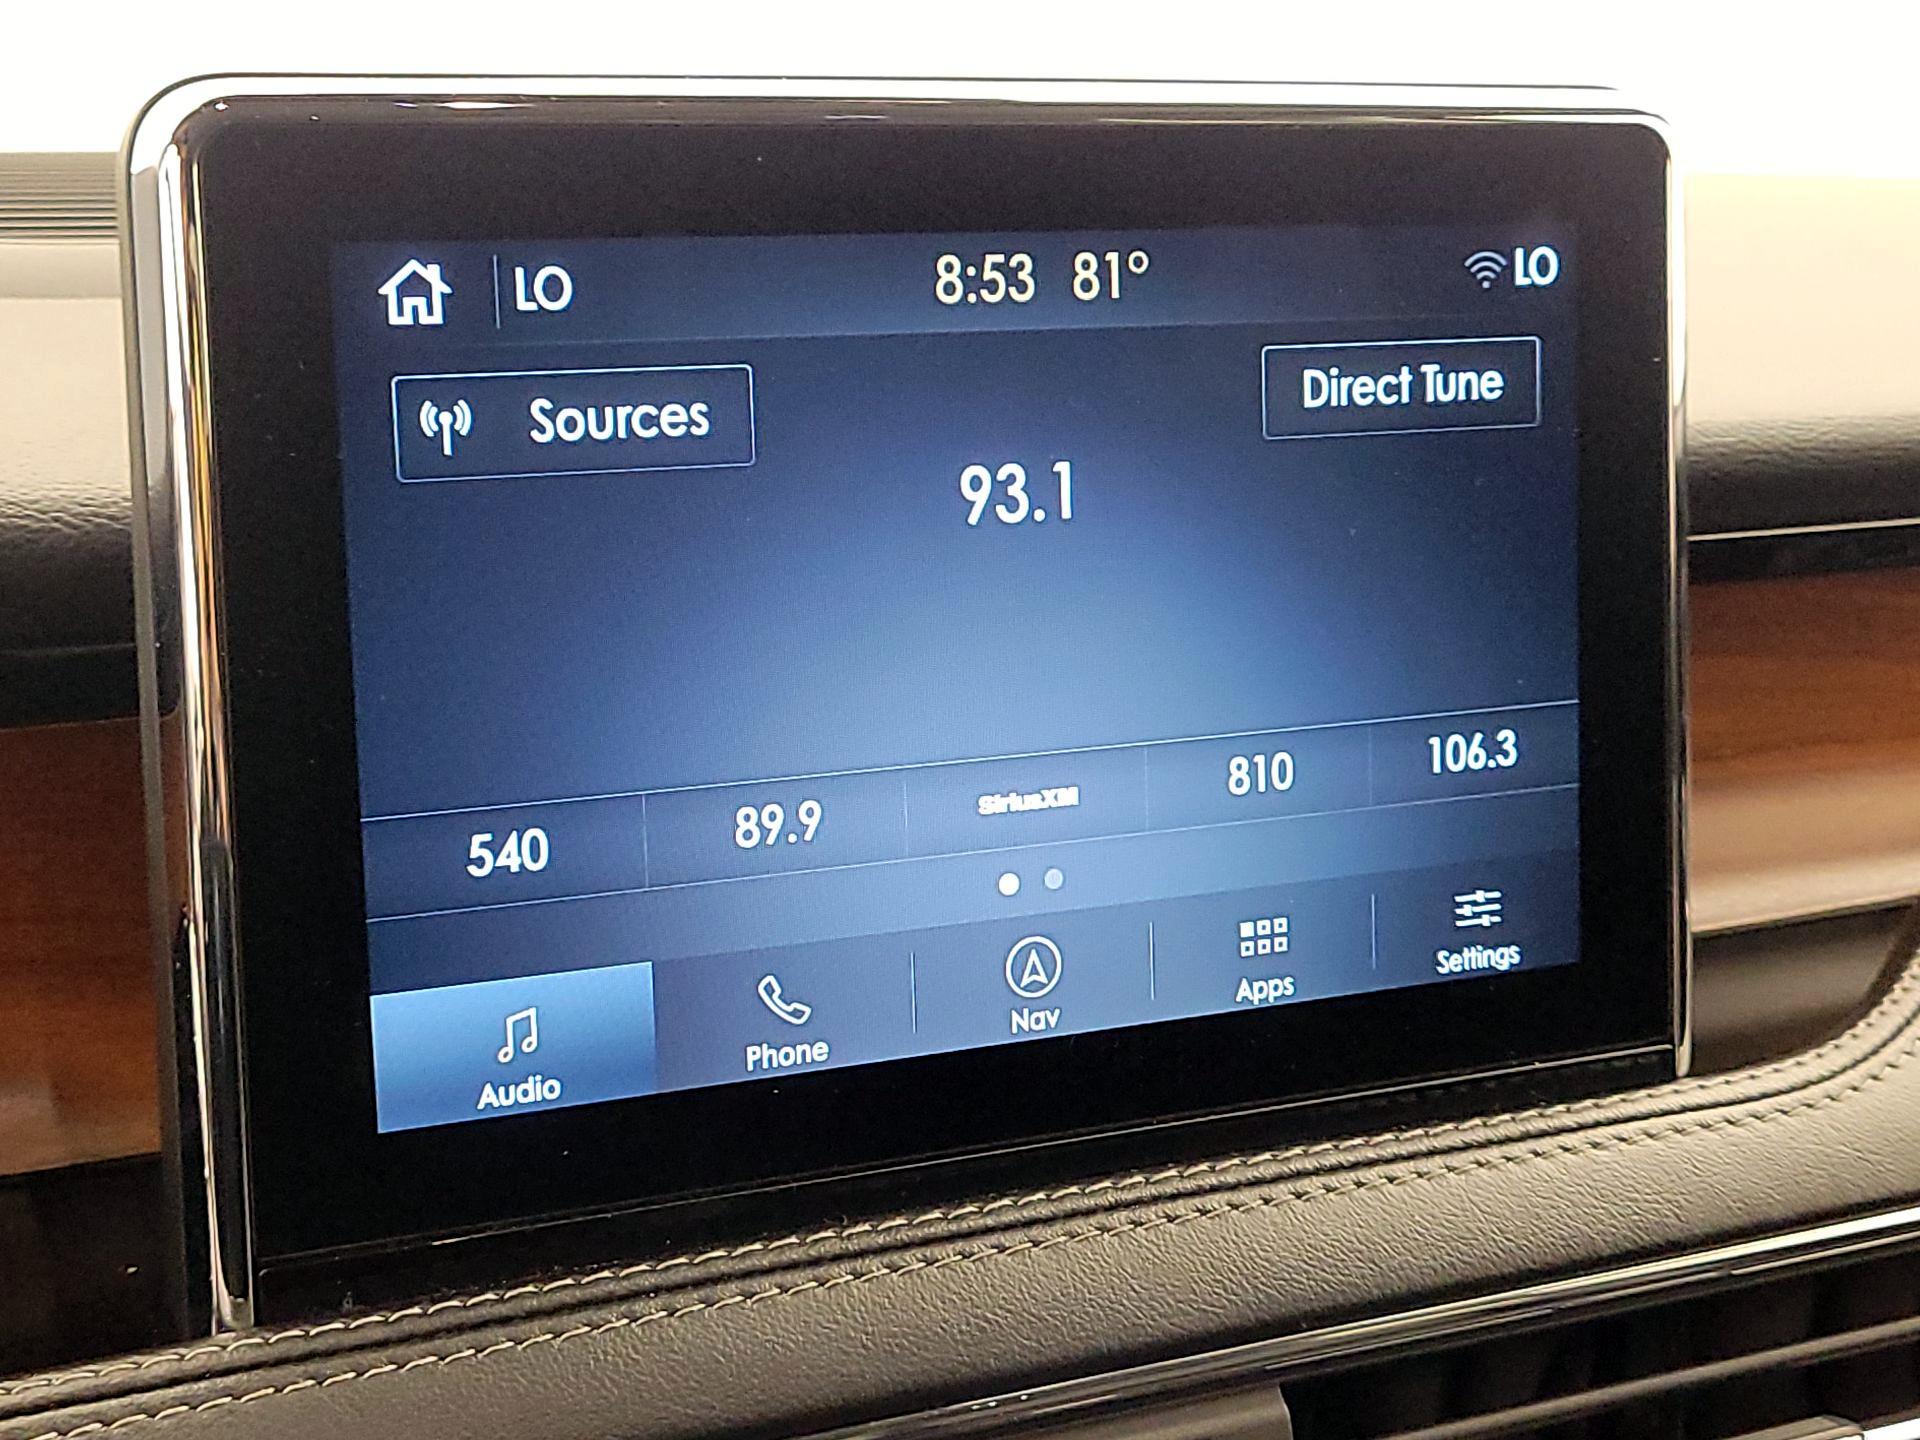 LO 8:53 81° LO
Sources Direct Tune
93.1
540 89.9 SiriusXM 810 106.3
Audio Phone Nav Apps Settings